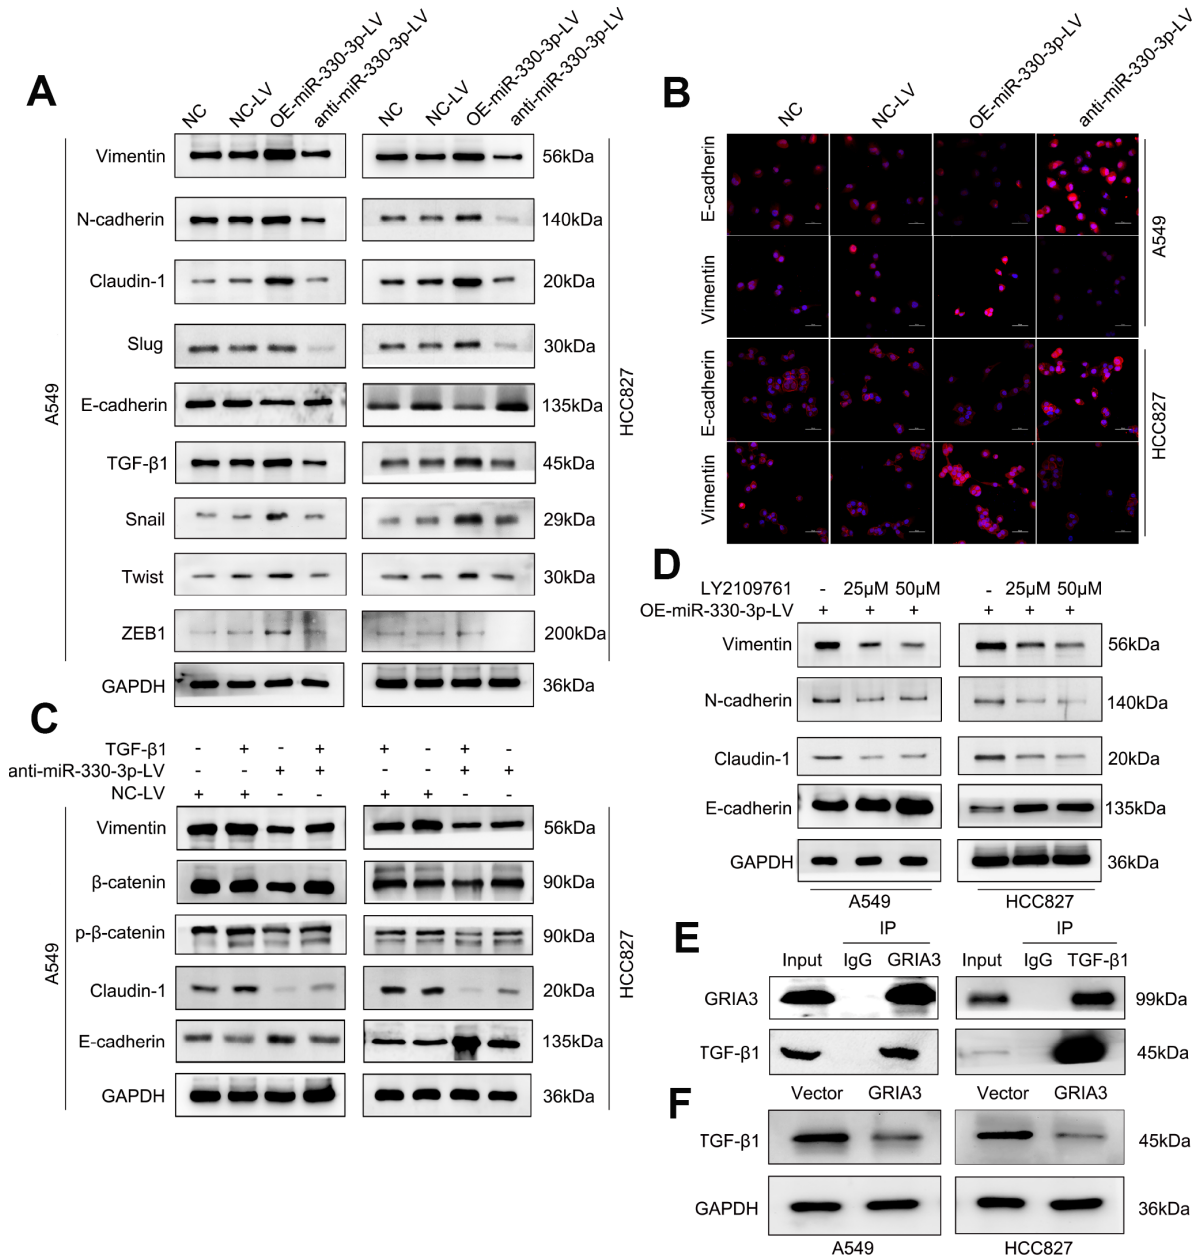 A
NC
NC-LV
OE-miR-330-3p-LV
anti-miR-330-3p-LV
NC
NC-LV
OE-miR-330-3p-LV
anti-miR-330-3p-LV
Vimentin 56kDa
N-cadherin 140kDa
Claudin-1 20kDa
Slug 30kDa
E-cadherin 135kDa
TGF-β1 45kDa
Snail 29kDa
Twist 30kDa
ZEB1 200kDa
GAPDH 36kDa
A549
HCC827
B
NC
NC-LV
OE-miR-330-3p-LV
anti-miR-330-3p-LV
E-cadherin
Vimentin
A549
E-cadherin
Vimentin
HCC827
C
TGF-β1 - + - + + - + -
anti-miR-330-3p-LV - - + + - - + +
NC-LV + + - - + + - -
Vimentin 56kDa
β-catenin 90kDa
p-β-catenin 90kDa
Claudin-1 20kDa
E-cadherin 135kDa
GAPDH 36kDa
A549
HCC827
D
LY2109761 - 25μM 50μM - 25μM 50μM
OE-miR-330-3p-LV + + + + + +
Vimentin 56kDa
N-cadherin 140kDa
Claudin-1 20kDa
E-cadherin 135kDa
GAPDH 36kDa
A549 HCC827
E
IP IP
Input IgG GRIA3 Input IgG TGF-β1
GRIA3 99kDa
TGF-β1 45kDa
F
Vector GRIA3 Vector GRIA3
TGF-β1 45kDa
GAPDH 36kDa
A549 HCC827